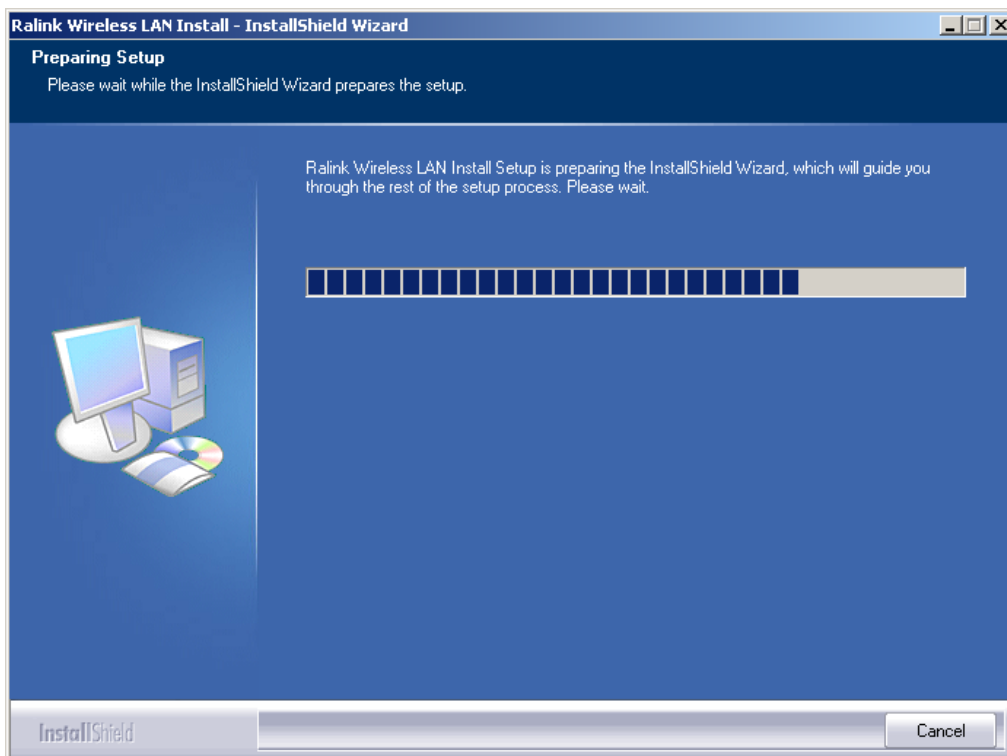 Ralink Wireless LAN Install - InstallShield Wizard
Preparing Setup
Please wait while the InstallShield Wizard prepares the setup.
Ralink Wireless LAN Install Setup is preparing the InstallShield Wizard, which will guide you
through the rest of the setup process. Please wait.
InstallShield
Cancel